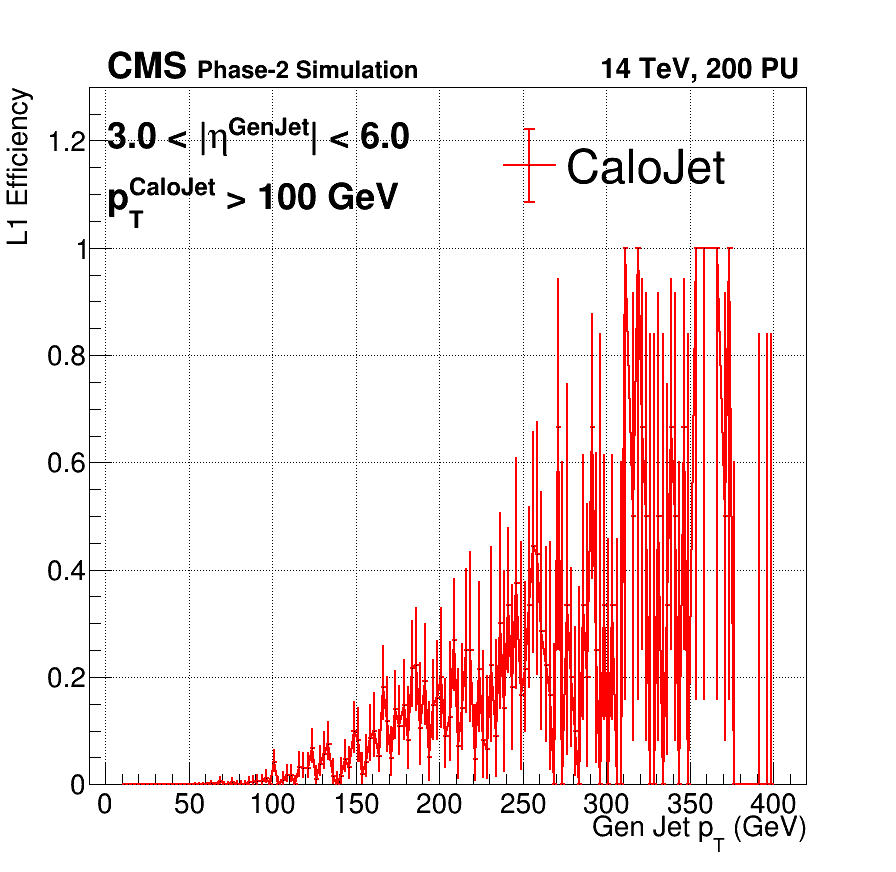 CMS Phase-2 Simulation
14 TeV, 200 PU
L1 Efficiency
3.0 < |η^GenJet| < 6.0
p_T^CaloJet > 100 GeV
CaloJet
1.2
1
0.8
0.6
0.4
0.2
0
0 50 100 150 200 250 300 350 400
Gen Jet p_T (GeV)